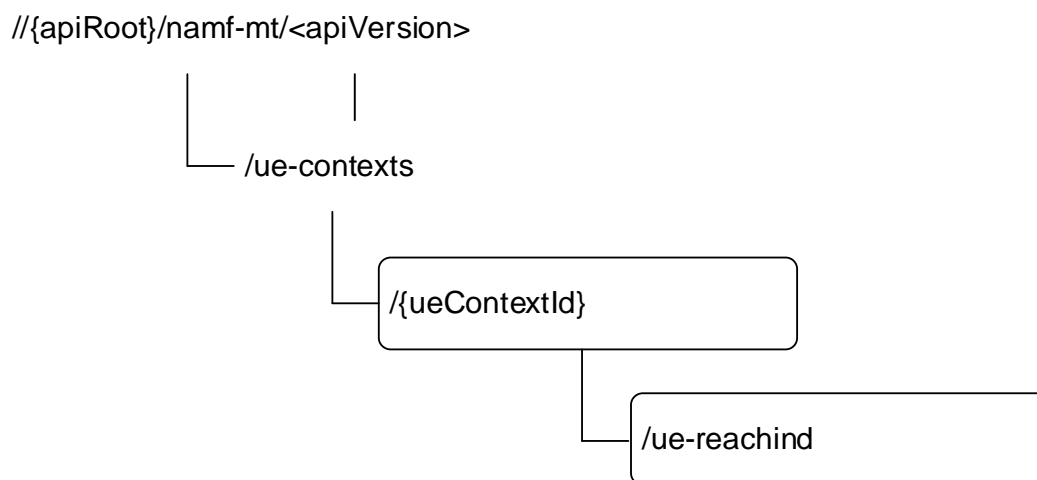 //{apiRoot}/namf-mt/<apiVersion>
/ue-contexts
/{ueContextId}
/ue-reachind